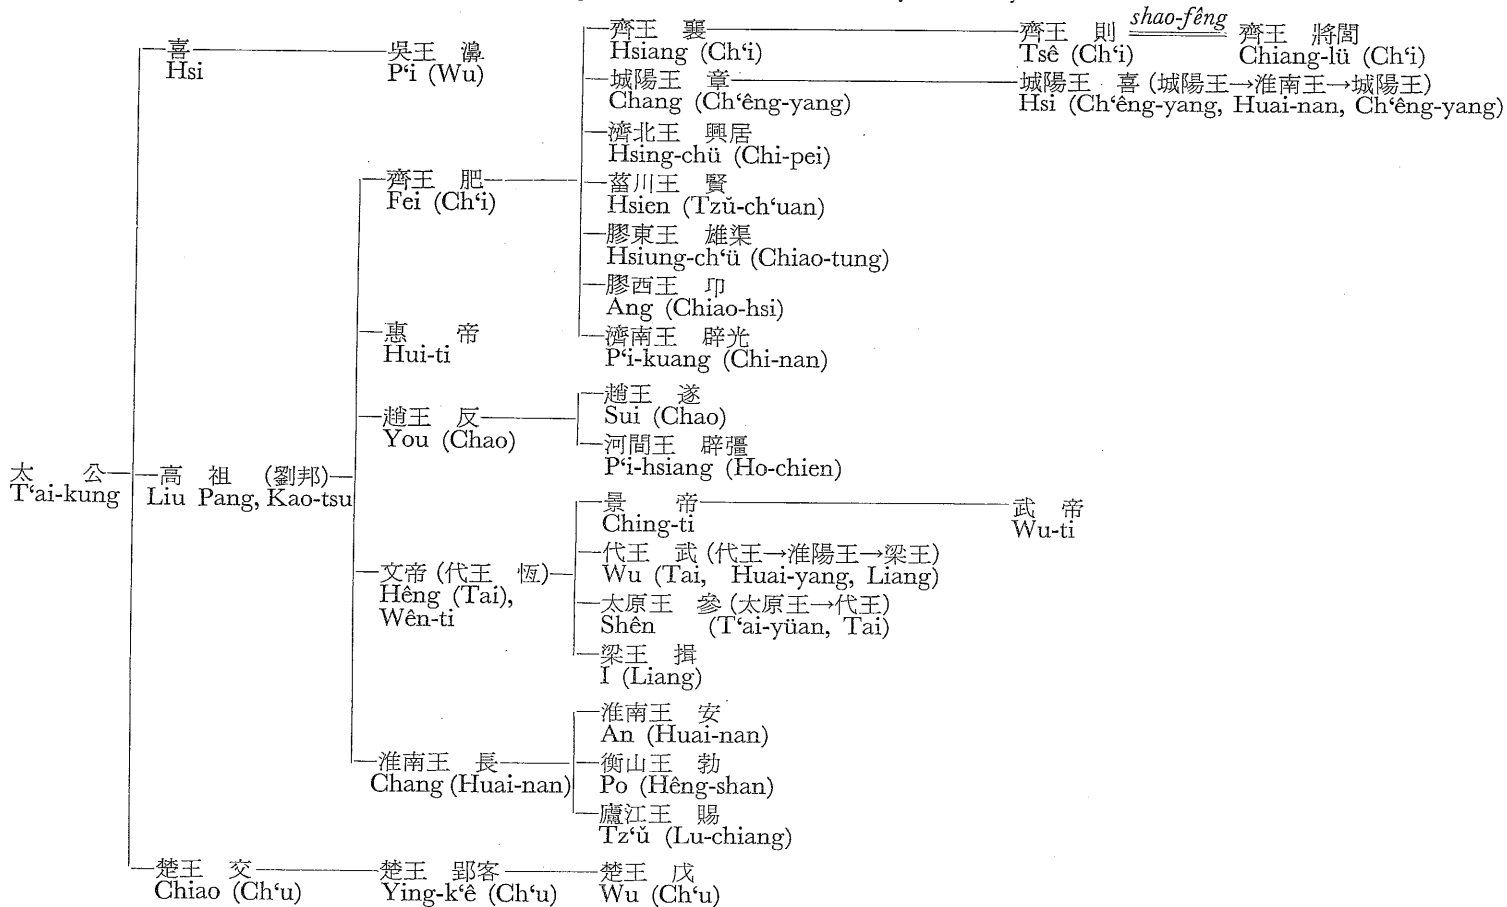 齊王 襄
Hsiang (Ch‘i)
齊王 則
Tsê (Ch‘i)
shao-fêng
齊王 將閭
Chiang-lü (Ch‘i)
喜
Hsi
吳王 濞
P‘i (Wu)
城陽王 章
Chang (Ch‘êng-yang)
城陽王 喜 (城陽王→淮南王→城陽王)
Hsi (Ch‘êng-yang, Huai-nan, Ch‘êng-yang)
濟北王 興居
Hsing-chü (Chi-pei)
齊王 肥
Fei (Ch‘i)
菑川王 賢
Hsien (Tzŭ-ch‘uan)
膠東王 雄渠
Hsiung-ch‘ü (Chiao-tung)
膠西王 卬
Ang (Chiao-hsi)
惠 帝
Hui-ti
濟南王 辟光
P‘i-kuang (Chi-nan)
趙王 反
You (Chao)
趙王 遂
Sui (Chao)
河間王 辟彊
P‘i-hsiang (Ho-chien)
太 公
T‘ai-kung
高 祖 (劉邦)
Liu Pang, Kao-tsu
景 帝
Ching-ti
武 帝
Wu-ti
文帝 (代王 恆)
Hêng (Tai),
Wên-ti
代王 武 (代王→淮陽王→梁王)
Wu (Tai, Huai-yang, Liang)
太原王 參 (太原王→代王)
Shên (T‘ai-yüan, Tai)
梁王 揖
I (Liang)
淮南王 長
Chang (Huai-nan)
淮南王 安
An (Huai-nan)
衡山王 勃
Po (Hêng-shan)
廬江王 賜
Tz‘ŭ (Lu-chiang)
楚王 交
Chiao (Ch‘u)
楚王 郢客
Ying-k‘ê (Ch‘u)
楚王 戊
Wu (Ch‘u)